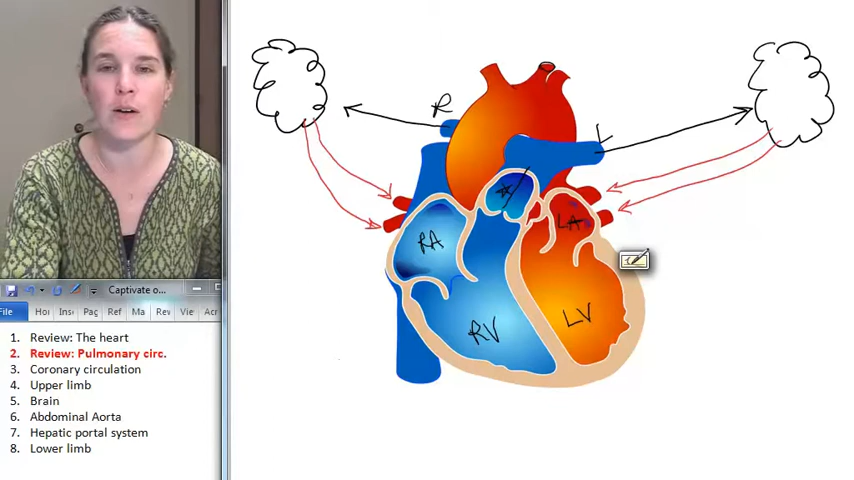 R
L
RA
LA
RV
LV
Captivate o...
File
Hor
Ins
Pag
Ref
Ma
Rev
Vie
Acr
1. Review: The heart
2. Review: Pulmonary circ.
3. Coronary circulation
4. Upper limb
5. Brain
6. Abdominal Aorta
7. Hepatic portal system
8. Lower limb